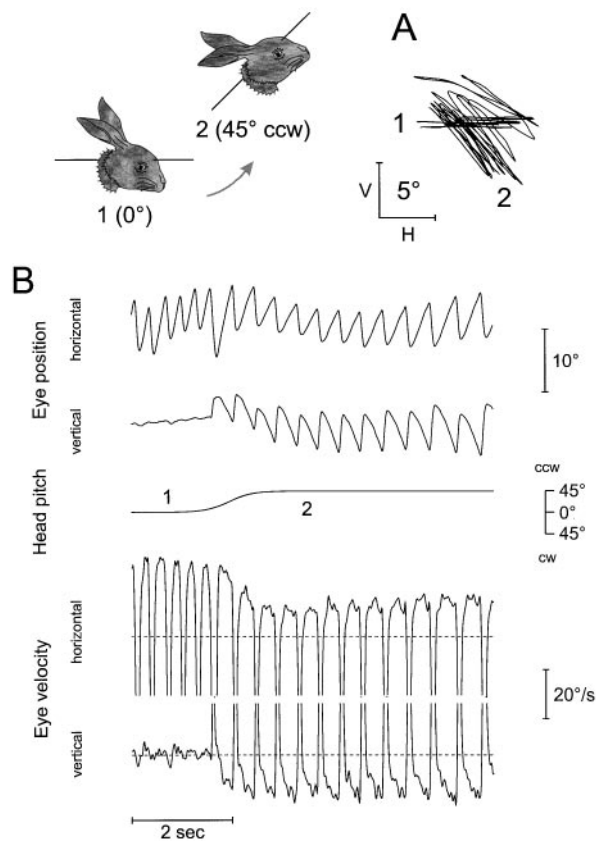 A
2 (45° ccw)
1
1 (0°)
V
5°
H
2
B
Eye position
horizontal
10°
vertical
Head pitch
1
2
ccw
45°
0°
45°
cw
Eye velocity
horizontal
20°/s
vertical
2 sec